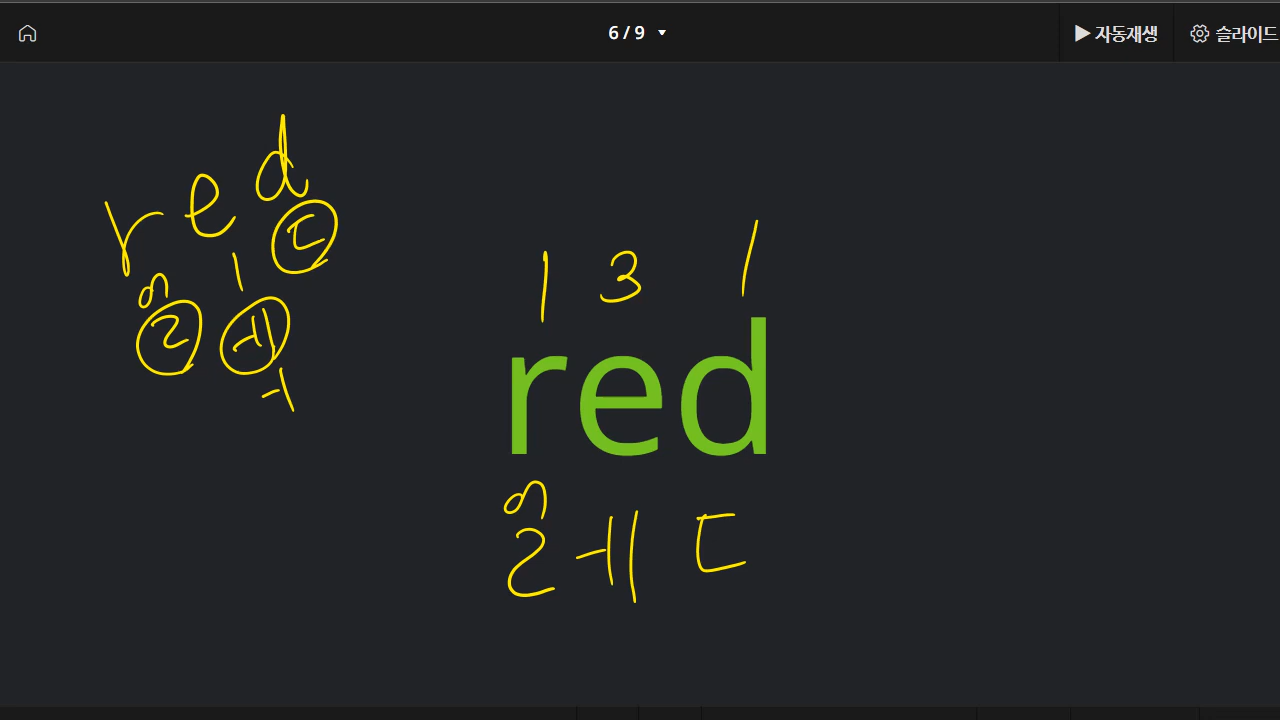 6 / 9
▶ 자동재생
슬라이드
red
ㄷ
ㄹ ㅔ
ㅓ
1 3 1
red
ㄹ ㅔ ㄷ